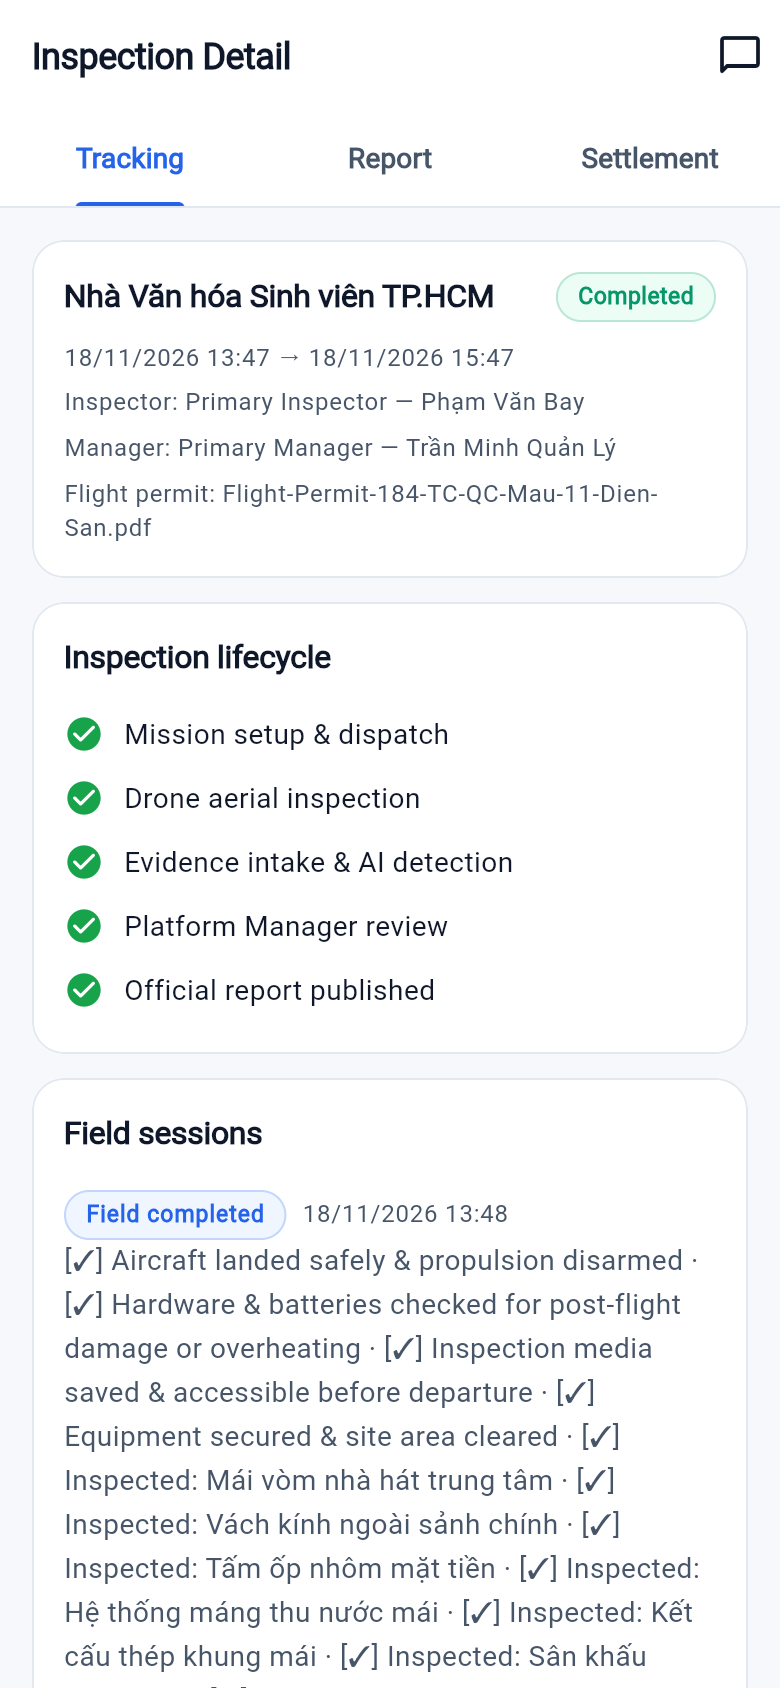 Inspection Detail
Tracking
Report
Settlement
Nhà Văn hóa Sinh viên TP.HCM
Completed
18/11/2026 13:47 → 18/11/2026 15:47
Inspector: Primary Inspector — Phạm Văn Bay
Manager: Primary Manager — Trần Minh Quản Lý
Flight permit: Flight-Permit-184-TC-QC-Mau-11-Dien-
San.pdf
Inspection lifecycle
Mission setup & dispatch
Drone aerial inspection
Evidence intake & AI detection
Platform Manager review
Official report published
Field sessions
Field completed
18/11/2026 13:48
[✓] Aircraft landed safely & propulsion disarmed ·
[✓] Hardware & batteries checked for post-flight
damage or overheating · [✓] Inspection media
saved & accessible before departure · [✓]
Equipment secured & site area cleared · [✓]
Inspected: Mái vòm nhà hát trung tâm · [✓]
Inspected: Vách kính ngoài sảnh chính · [✓]
Inspected: Tấm ốp nhôm mặt tiền · [✓] Inspected:
Hệ thống máng thu nước mái · [✓] Inspected: Kết
cấu thép khung mái · [✓] Inspected: Sân khấu